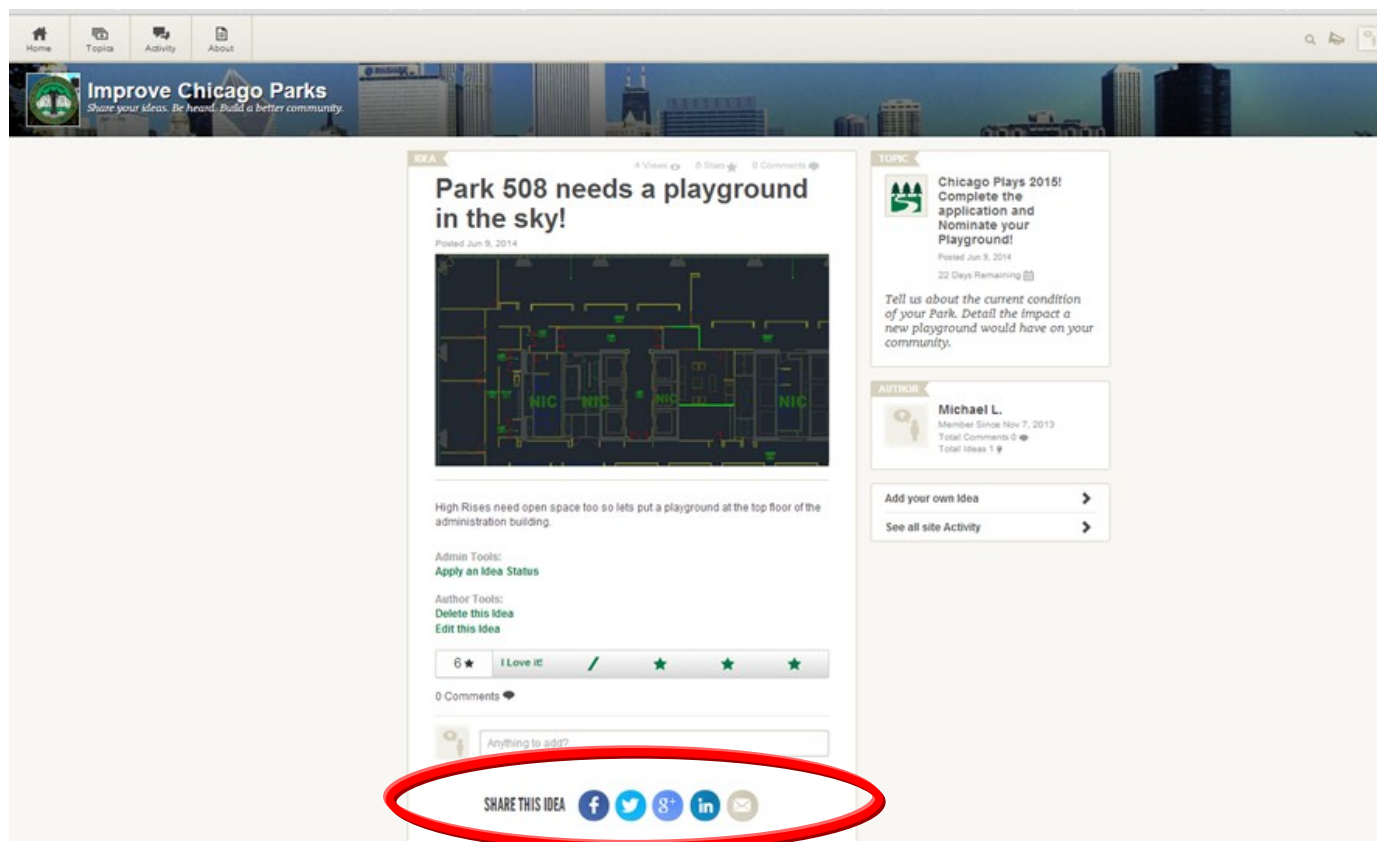 Home Topics Activity About
Improve Chicago Parks
Share your ideas. Be heard. Build a better community.
IDEA
4 Views 6 Stars 0 Comments
Park 508 needs a playground
in the sky!
Posted Jun 9, 2014
NIC NIC NIC NIC
High Rises need open space too so lets put a playground at the top floor of the
administration building.
Admin Tools:
Apply an Idea Status
Author Tools:
Delete this Idea
Edit this Idea
6 I Love it!
0 Comments
Anything to add?
SHARE THIS IDEA f g+ in
TOPIC
Chicago Plays 2015!
Complete the
application and
Nominate your
Playground!
Posted Jun 9, 2014
22 Days Remaining
Tell us about the current condition
of your Park. Detail the impact a
new playground would have on your
community.
AUTHOR
Michael L.
Member Since Nov 7, 2013
Total Comments 0
Total Ideas 1
Add your own Idea
See all site Activity